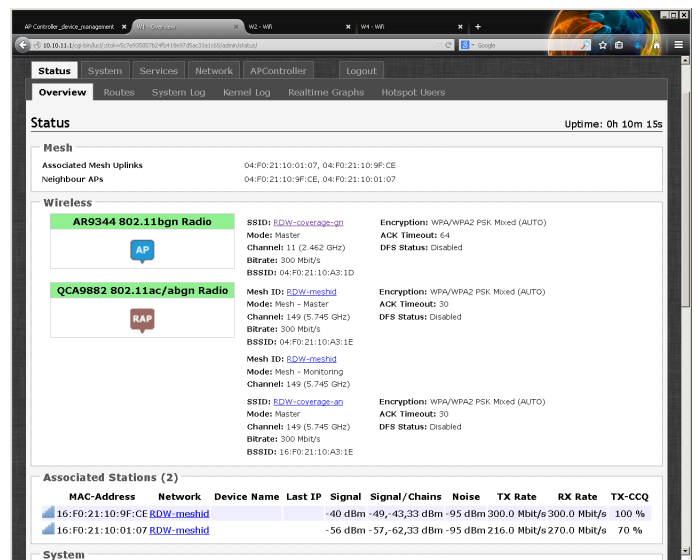 AP Controller_device_management
W1 - Overview
W2 - Wifi
W4 - Wifi
Google
Status System Services Network APController Logout
Overview Routes System Log Kernel Log Realtime Graphs Hotspot Users
Status Uptime: 0h 10m 15s
Mesh
Associated Mesh Uplinks 04:F0:21:10:01:07, 04:F0:21:10:9F:CE
Neighbour APs 04:F0:21:10:9F:CE, 04:F0:21:10:01:07
Wireless
AR9344 802.11bgn Radio
AP
SSID: RDW-coverage-gn Encryption: WPA/WPA2 PSK Mixed (AUTO)
Mode: Master ACK Timeout: 64
Channel: 11 (2.462 GHz) DFS Status: Disabled
Bitrate: 300 Mbit/s
BSSID: 04:F0:21:10:A3:1D
QCA9882 802.11ac/abgn Radio
RAP
Mesh ID: RDW-meshid Encryption: WPA/WPA2 PSK Mixed (AUTO)
Mode: Mesh - Master ACK Timeout: 30
Channel: 149 (5.745 GHz) DFS Status: Disabled
Bitrate: 300 Mbit/s
BSSID: 04:F0:21:10:A3:1E
Mesh ID: RDW-meshid
Mode: Mesh - Monitoring
Channel: 149 (5.745 GHz)
SSID: RDW-coverage-an Encryption: WPA/WPA2 PSK Mixed (AUTO)
Mode: Master ACK Timeout: 30
Channel: 149 (5.745 GHz) DFS Status: Disabled
Bitrate: 300 Mbit/s
BSSID: 16:F0:21:10:A3:1E
Associated Stations (2)
MAC-Address Network Device Name Last IP Signal Signal/Chains Noise TX Rate RX Rate TX-CCQ
16:F0:21:10:9F:CE RDW-meshid -40 dBm -49,-43,33 dBm -95 dBm 300.0 Mbit/s 300.0 Mbit/s 100 %
16:F0:21:10:01:07 RDW-meshid -56 dBm -57,-62,33 dBm -95 dBm 216.0 Mbit/s 270.0 Mbit/s 70 %
System